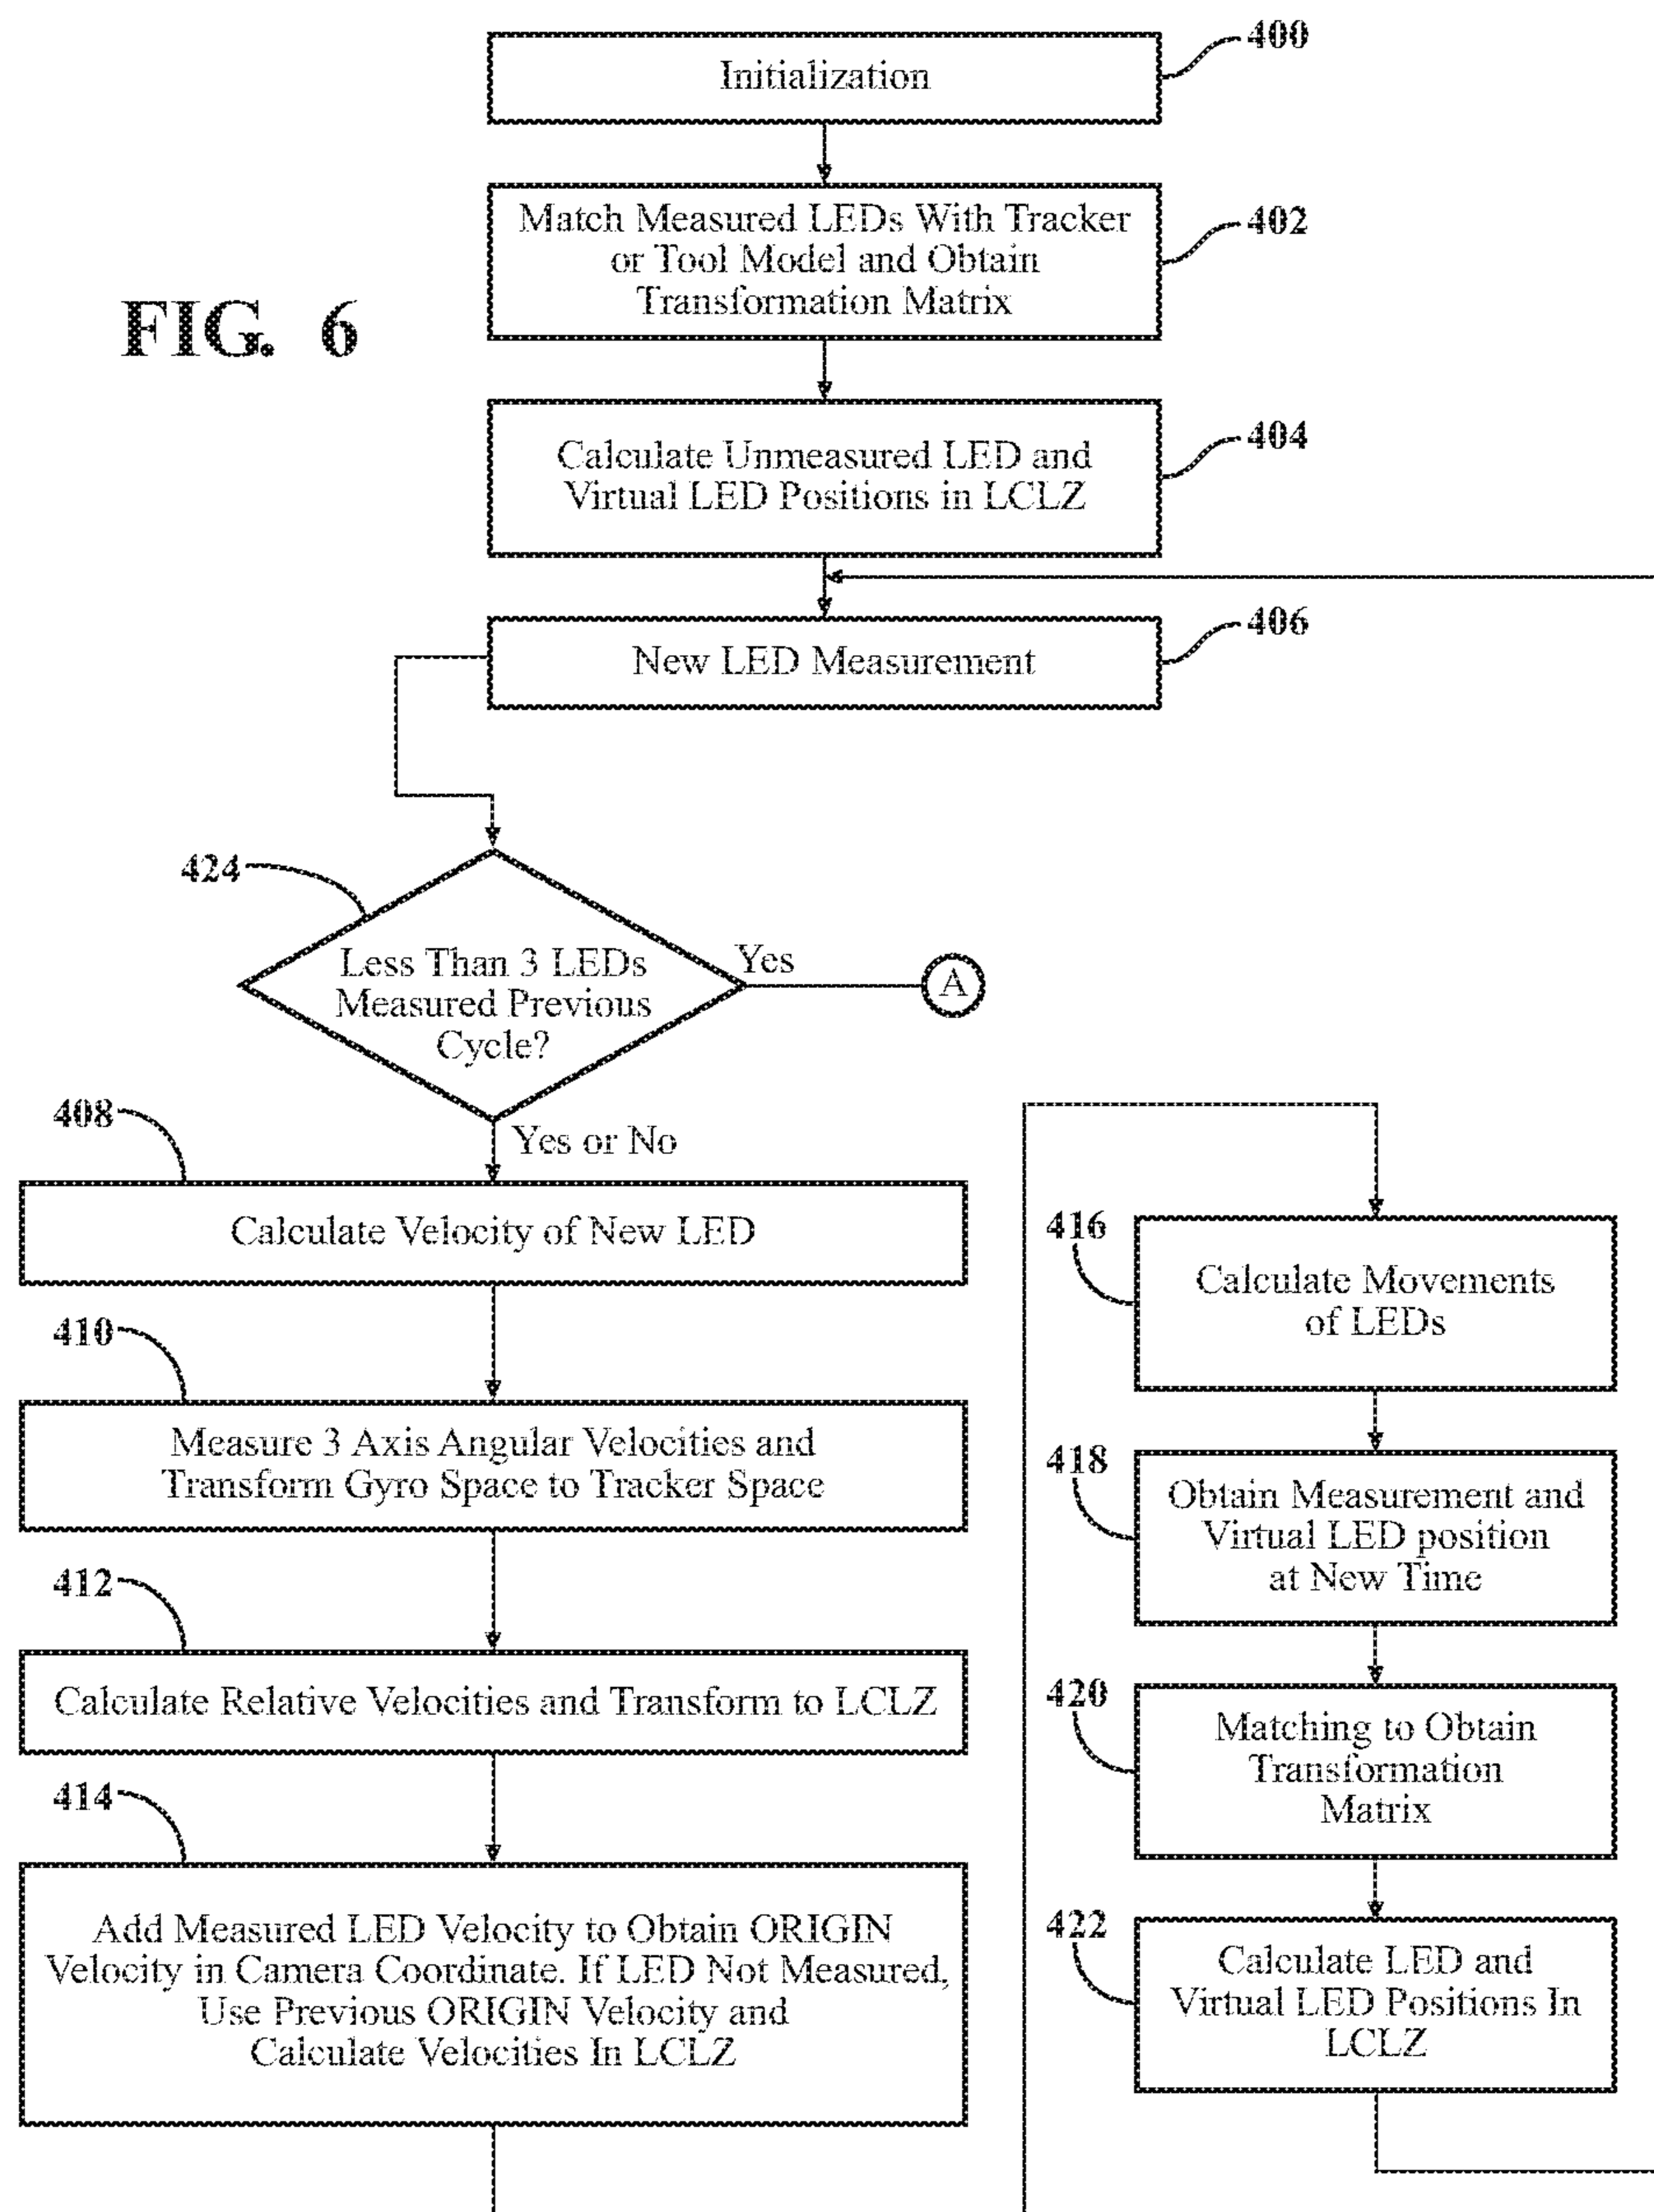 400
Initialization
Match Measured LEDs With Tracker
or Tool Model and Obtain
Transformation Matrix
402
FIG. 6
Calculate Unmeasured LED and
Virtual LED Positions in LCLZ
404
New LED Measurement
406
424
Less Than 3 LEDs
Measured Previous
Cycle?
Yes
A
Yes or No
408
Calculate Velocity of New LED
410
Measure 3 Axis Angular Velocities and
Transform Gyro Space to Tracker Space
412
Calculate Relative Velocities and Transform to LCLZ
414
Add Measured LED Velocity to Obtain ORIGIN
Velocity in Camera Coordinate. If LED Not Measured,
Use Previous ORIGIN Velocity and
Calculate Velocities In LCLZ
416
Calculate Movements
of LEDs
418
Obtain Measurement and
Virtual LED position
at New Time
420
Matching to Obtain
Transformation
Matrix
422
Calculate LED and
Virtual LED Positions In
LCLZ